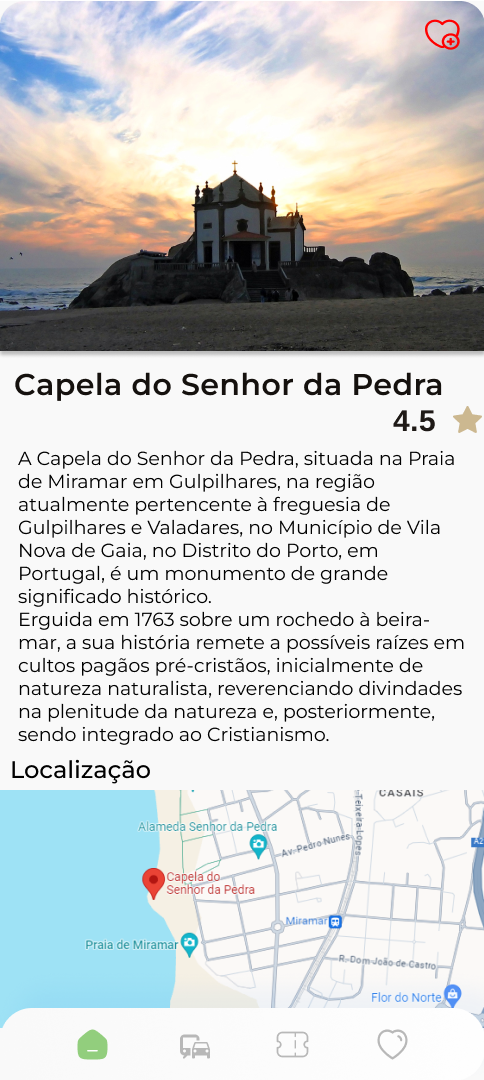 Capela do Senhor da Pedra
4.5
A Capela do Senhor da Pedra, situada na Praia
de Miramar em Gulpilhares, na região
atualmente pertencente à freguesia de
Gulpilhares e Valadares, no Município de Vila
Nova de Gaia, no Distrito do Porto, em
Portugal, é um monumento de grande
significado histórico.
Erguida em 1763 sobre um rochedo à beira-
mar, a sua história remete a possíveis raízes em
cultos pagãos pré-cristãos, inicialmente de
natureza naturalista, reverenciando divindades
na plenitude da natureza e, posteriormente,
sendo integrado ao Cristianismo.
Localização
CASAIS
Teixeira Lopes
Alameda Senhor da Pedra
Av. Pedro Nunes
A2
Capela do
Senhor da Pedra
Miramar
Praia de Miramar
R. Dom João de Castro
Flor do Norte